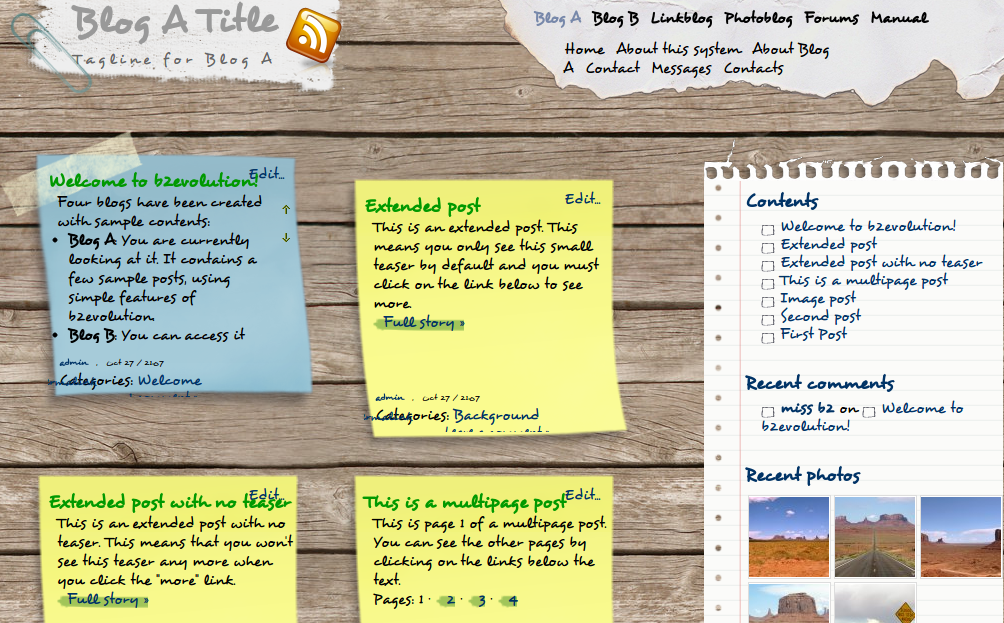 Blog A Title
Tagline for Blog A
Blog A Blog B Linkblog Photoblog Forums Manual
Home About this system About Blog
A Contact Messages Contacts
Welcome to b2evolution!
Edit...
Four blogs have been created
with sample contents:
• Blog A: You are currently
looking at it. It contains a
few sample posts, using
simple features of
b2evolution.
• Blog B: You can access it
admin . Oct 27 / 2107
Categories: Welcome
Extended post
Edit...
This is an extended post. This
means you only see this small
teaser by default and you must
click on the link below to see
more.
Full story »
admin . Oct 27 / 2107
Categories: Background
Extended post with no teaser
Edit...
This is an extended post with no
teaser. This means that you won't
see this teaser any more when
you click the "more" link.
Full story »
This is a multipage post
Edit...
This is page 1 of a multipage post.
You can see the other pages by
clicking on the links below the
text.
Pages: 1 · 2 · 3 · 4
Contents
Welcome to b2evolution!
Extended post
Extended post with no teaser
This is a multipage post
Image post
Second post
First Post
Recent comments
miss b2 on Welcome to
b2evolution!
Recent photos